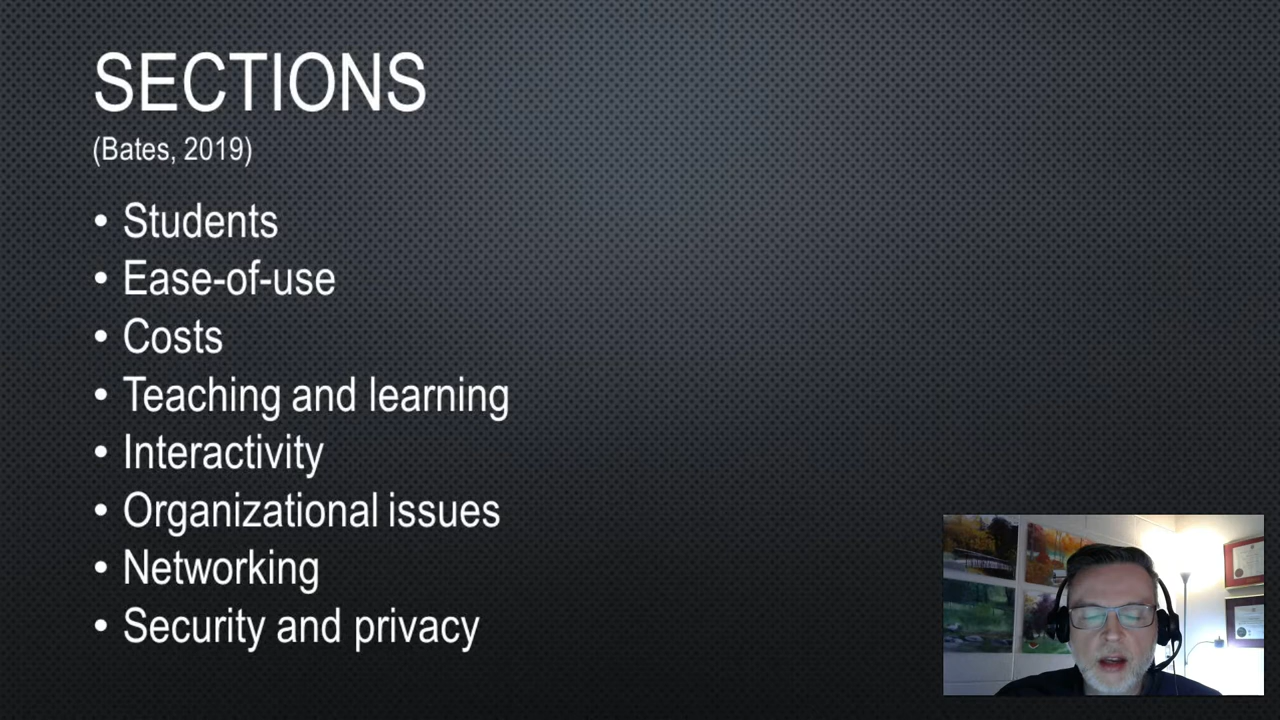 SECTIONS
(Bates, 2019)
• Students
• Ease-of-use
• Costs
• Teaching and learning
• Interactivity
• Organizational issues
• Networking
• Security and privacy